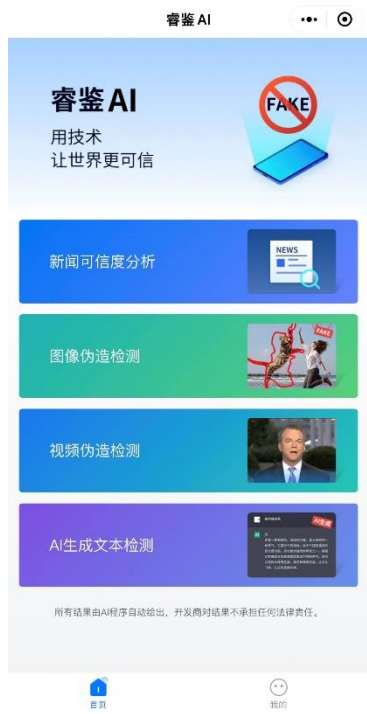 睿鉴 AI
睿鉴 AI
FAKE
用技术
让世界更可信
新闻可信度分析
NEWS
图像伪造检测
FAKE
视频伪造检测
AI生成文本检测
AI生成
所有结果由AI程序自动给出，开发商对结果不承担任何法律责任。
首页
我的